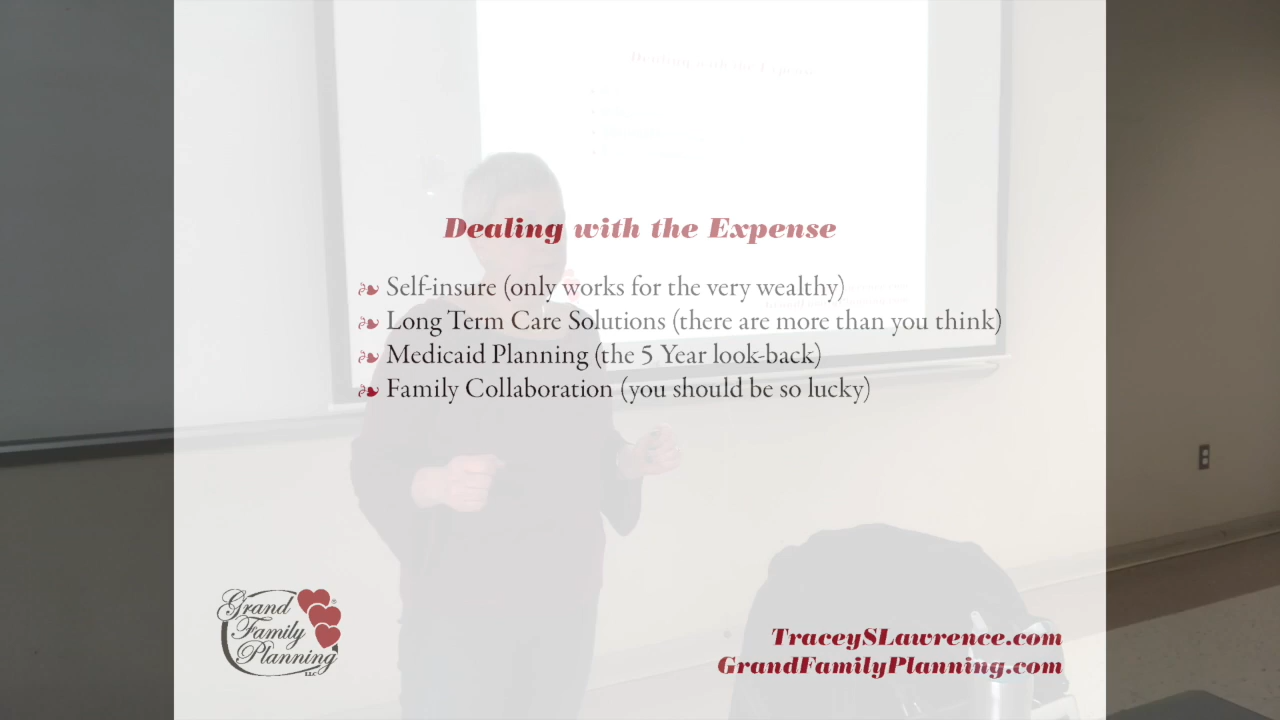 Dealing with the Expense
Self-insure (only works for the very wealthy)
Long Term Care Solutions (there are more than you think)
Medicaid Planning (the 5 Year look-back)
Family Collaboration (you should be so lucky)
Grand
Family
Planning
LLC
®
TraceySLawrence.com
GrandFamilyPlanning.com